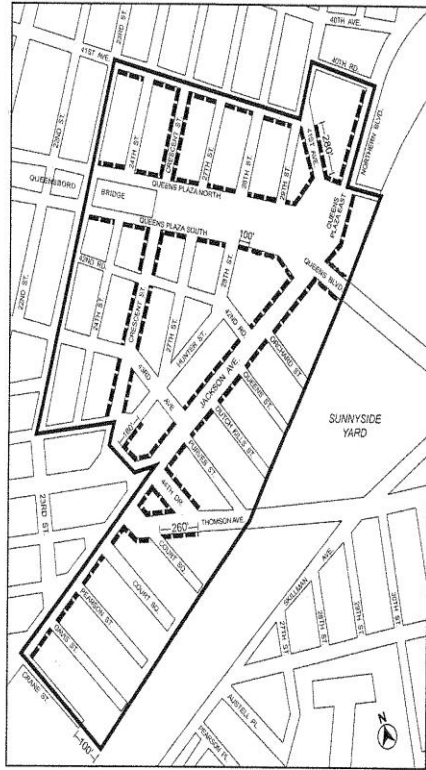 40TH AVE.
23RD ST.
41ST AVE.
40TH RD.
22ND ST.
24TH ST.
CRESCENT ST.
27TH ST.
28TH ST.
29TH ST.
41ST AVE.
280'
NORTHERN BLVD.
QUEENSBORO
BRIDGE
QUEENS PLAZA NORTH
QUEENS PLAZA EAST
QUEENS PLAZA SOUTH
100'
QUEENS BLVD
42ND RD.
22ND ST.
24TH ST.
CRESCENT ST.
27TH ST.
28TH ST.
42ND RD.
HUNTER ST.
43RD
AVE
JACKSON AVE.
ORCHARD ST.
QUEENS ST.
DUTCH KILLS ST.
PURVES ST.
SUNNYSIDE
YARD
44TH DR.
23RD ST.
260'
THOMSON AVE.
COURT SQ.
COURT SQ.
PEARSON ST.
DAVIS ST.
CRANE ST.
100'
SKILLMAN AVE
27TH ST
28TH ST
29TH ST
30TH ST
AUSTELL PL
PEARSON PL
N